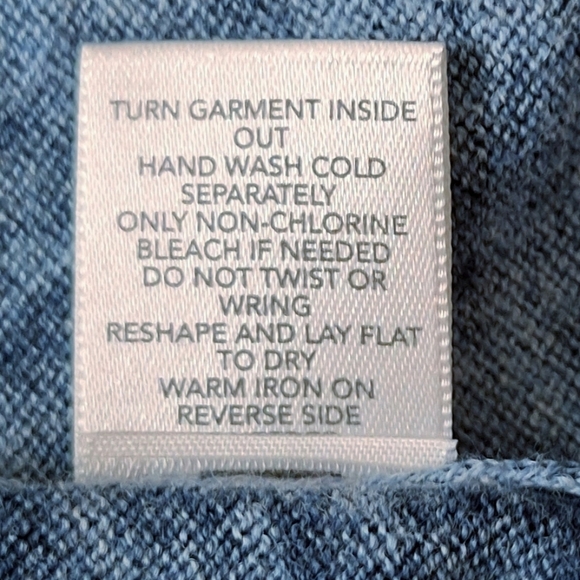 TURN GARMENT INSIDE
OUT
HAND WASH COLD
SEPARATELY
ONLY NON-CHLORINE
BLEACH IF NEEDED
DO NOT TWIST OR
WRING
RESHAPE AND LAY FLAT
TO DRY
WARM IRON ON
REVERSE SIDE